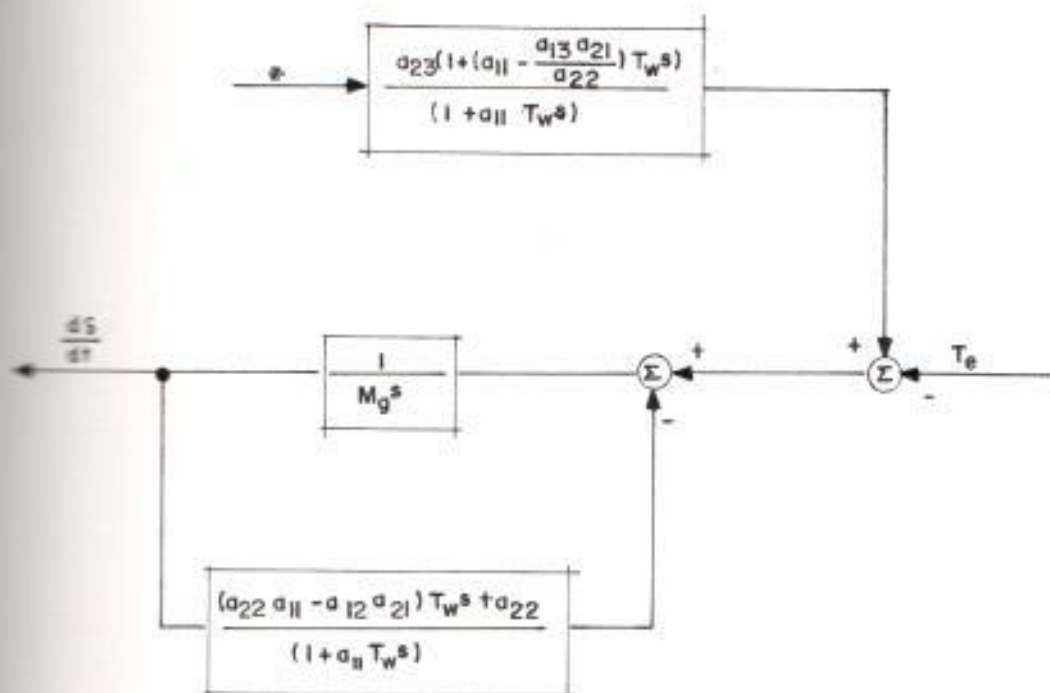 a23(1+(a11 - a13 a21 / a22) Tw s)
(1 + a11 Tw s)
dt
1
Mg s
Σ
+
-
+
Σ
Te
-
(a22 a11 - a12 a21) Tw s + a22
(1 + a11 Tw s)